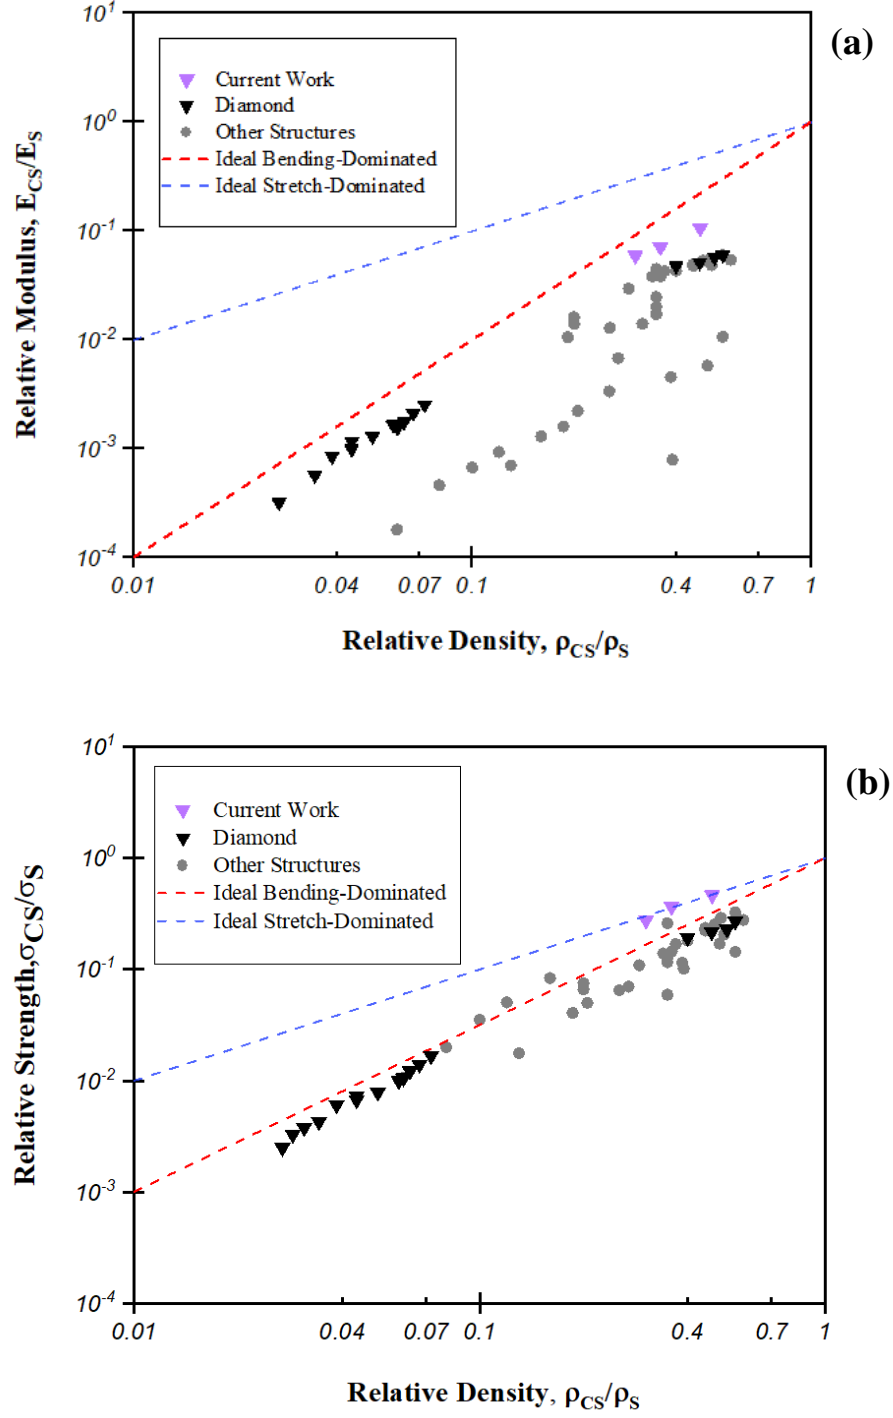 10^1
(a)
Current Work
Diamond
Other Structures
Ideal Bending-Dominated
Ideal Stretch-Dominated
10^0
10^-1
10^-2
10^-3
10^-4
Relative Modulus, E_CS/E_S
0.01 0.04 0.07 0.1 0.4 0.7 1
Relative Density, ρ_CS/ρ_S
10^1
(b)
Current Work
Diamond
Other Structures
Ideal Bending-Dominated
Ideal Stretch-Dominated
10^0
10^-1
10^-2
10^-3
10^-4
Relative Strength,σ_CS/σ_S
0.01 0.04 0.07 0.1 0.4 0.7 1
Relative Density, ρ_CS/ρ_S